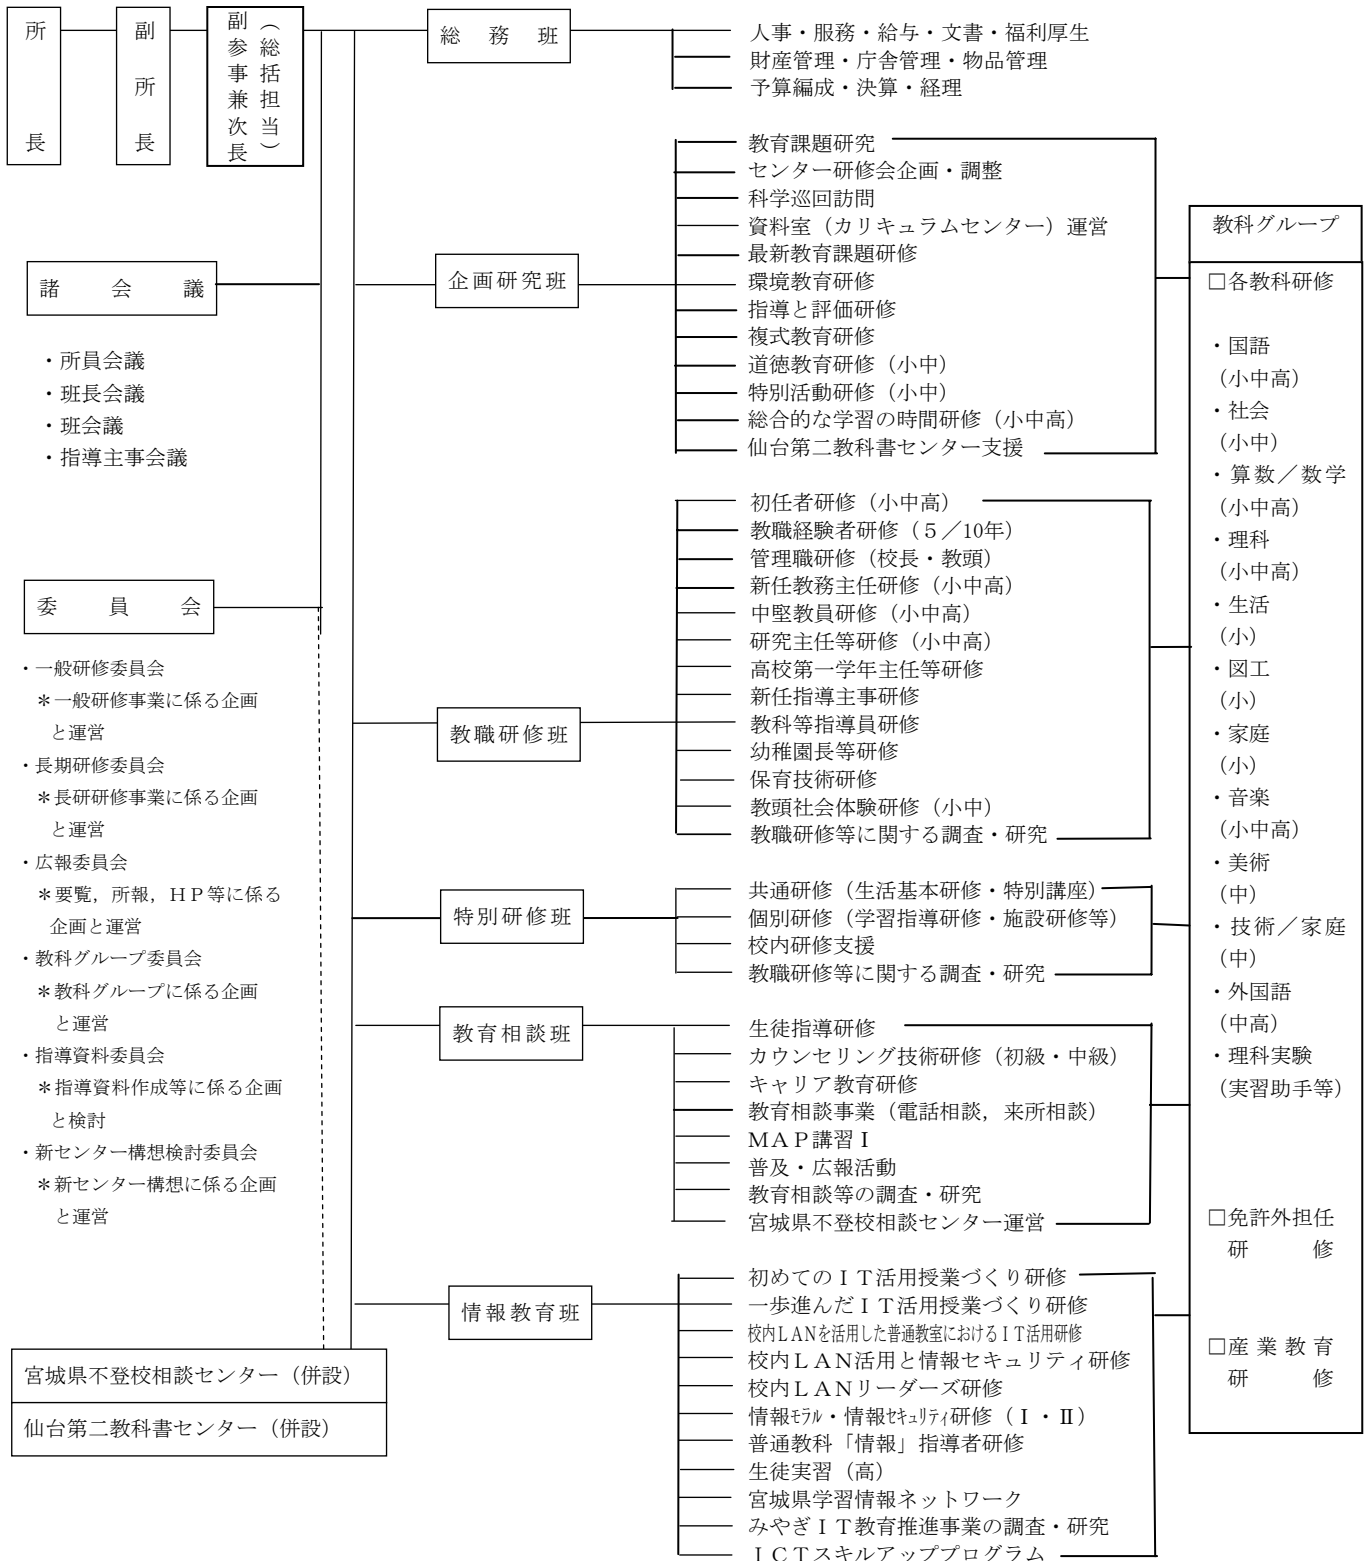 所長
副所長
副参事兼次長
（総括担当）
諸会議
・所員会議
・班長会議
・班会議
・指導主事会議
委員会
・一般研修委員会
＊一般研修事業に係る企画
と運営
・長期研修委員会
＊長研研修事業に係る企画
と運営
・広報委員会
＊要覧，所報，ＨＰ等に係る
企画と運営
・教科グループ委員会
＊教科グループに係る企画
と運営
・指導資料委員会
＊指導資料作成等に係る企画
と検討
・新センター構想検討委員会
＊新センター構想に係る企画
と運営
宮城県不登校相談センター（併設）
仙台第二教科書センター（併設）
総務班
人事・服務・給与・文書・福利厚生
財産管理・庁舎管理・物品管理
予算編成・決算・経理
企画研究班
教育課題研究
センター研修会企画・調整
科学巡回訪問
資料室（カリキュラムセンター）運営
最新教育課題研修
環境教育研修
指導と評価研修
複式教育研修
道徳教育研修（小中）
特別活動研修（小中）
総合的な学習の時間研修（小中高）
仙台第二教科書センター支援
教職研修班
初任者研修（小中高）
教職経験者研修（５／10年）
管理職研修（校長・教頭）
新任教務主任研修（小中高）
中堅教員研修（小中高）
研究主任等研修（小中高）
高校第一学年主任等研修
新任指導主事研修
教科等指導員研修
幼稚園長等研修
保育技術研修
教頭社会体験研修（小中）
教職研修等に関する調査・研究
特別研修班
共通研修（生活基本研修・特別講座）
個別研修（学習指導研修・施設研修等）
校内研修支援
教職研修等に関する調査・研究
教育相談班
生徒指導研修
カウンセリング技術研修（初級・中級）
キャリア教育研修
教育相談事業（電話相談，来所相談）
ＭＡＰ講習Ⅰ
普及・広報活動
教育相談等の調査・研究
宮城県不登校相談センター運営
情報教育班
初めてのＩＴ活用授業づくり研修
一歩進んだＩＴ活用授業づくり研修
校内ＬＡＮを活用した普通教室におけるＩＴ活用研修
校内ＬＡＮ活用と情報セキュリティ研修
校内ＬＡＮリーダーズ研修
情報ﾓﾗﾙ・情報ｾｷｭﾘﾃｨ研修（Ⅰ・Ⅱ）
普通教科「情報」指導者研修
生徒実習（高）
宮城県学習情報ネットワーク
みやぎＩＴ教育推進事業の調査・研究
ＩＣＴスキルアッププログラム
教科グループ
□各教科研修
・国語
（小中高）
・社会
（小中）
・算数／数学
（小中高）
・理科
（小中高）
・生活
（小）
・図工
（小）
・家庭
（小）
・音楽
（小中高）
・美術
（中）
・技術／家庭
（中）
・外国語
（中高）
・理科実験
（実習助手等）
□免許外担任
研修
□産業教育
研修